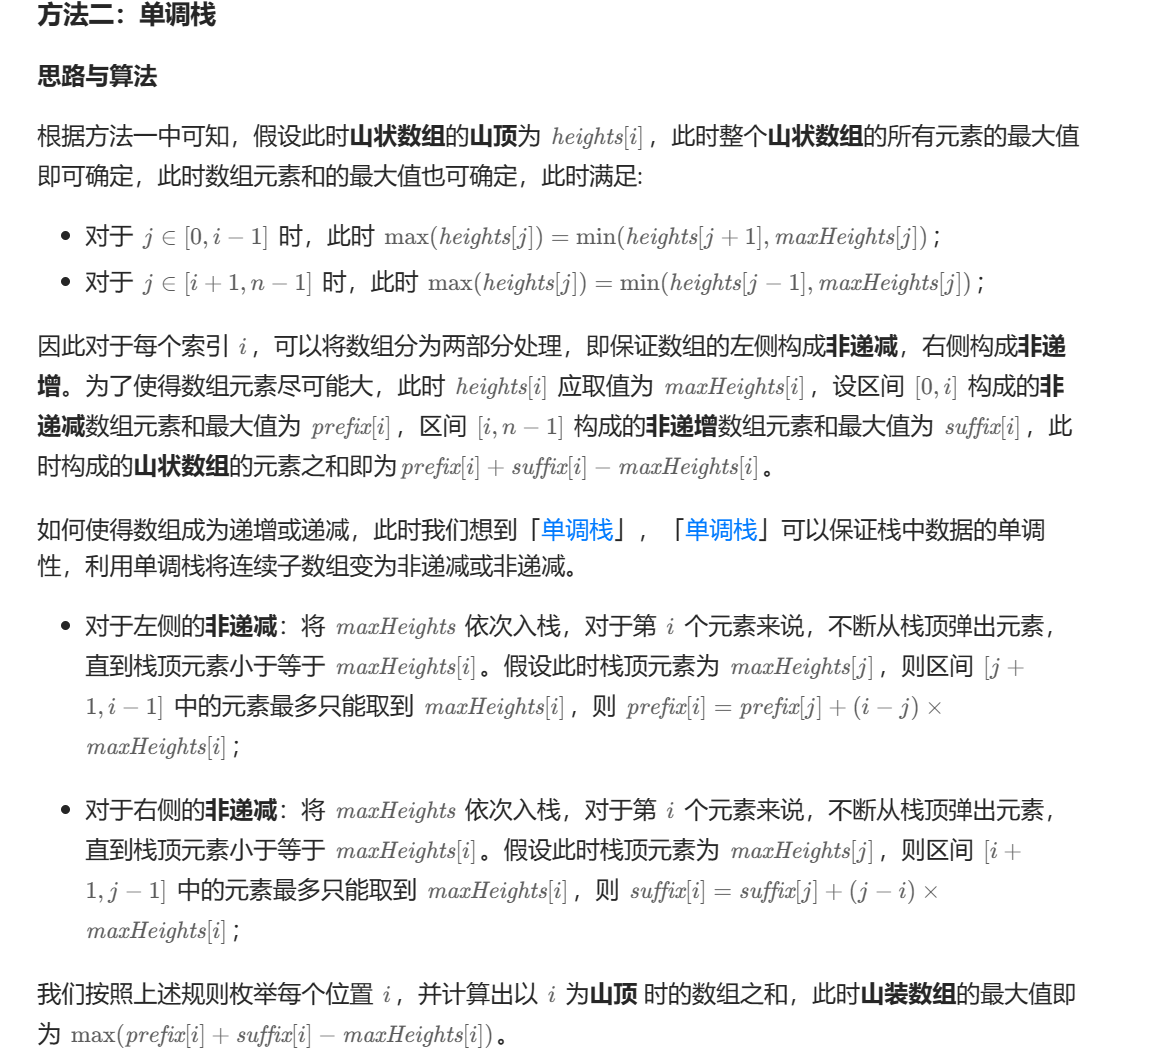 方法二：单调栈
思路与算法
根据方法一中可知，假设此时山状数组的山顶为 heights[i]，此时整个山状数组的所有元素的最大值
即可确定，此时数组元素和的最大值也可确定，此时满足:
• 对于 j ∈ [0, i − 1] 时，此时 max(heights[j]) = min(heights[j + 1], maxHeights[j])；
• 对于 j ∈ [i + 1, n − 1] 时，此时 max(heights[j]) = min(heights[j − 1], maxHeights[j])；
因此对于每个索引 i，可以将数组分为两部分处理，即保证数组的左侧构成非递减，右侧构成非递
增。为了使得数组元素尽可能大，此时 heights[i] 应取值为 maxHeights[i]，设区间 [0, i] 构成的非
递减数组元素和最大值为 prefix[i]，区间 [i, n − 1] 构成的非递增数组元素和最大值为 suffix[i]，此
时构成的山状数组的元素之和即为 prefix[i] + suffix[i] − maxHeights[i]。
如何使得数组成为递增或递减，此时我们想到「单调栈」，「单调栈」可以保证栈中数据的单调
性，利用单调栈将连续子数组变为非递减或非递减。
• 对于左侧的非递减：将 maxHeights 依次入栈，对于第 i 个元素来说，不断从栈顶弹出元素，
直到栈顶元素小于等于 maxHeights[i]。假设此时栈顶元素为 maxHeights[j]，则区间 [j +
1, i − 1] 中的元素最多只能取到 maxHeights[i]，则 prefix[i] = prefix[j] + (i − j) ×
maxHeights[i]；
• 对于右侧的非递减：将 maxHeights 依次入栈，对于第 i 个元素来说，不断从栈顶弹出元素，
直到栈顶元素小于等于 maxHeights[i]。假设此时栈顶元素为 maxHeights[j]，则区间 [i +
1, j − 1] 中的元素最多只能取到 maxHeights[i]，则 suffix[i] = suffix[j] + (j − i) ×
maxHeights[i]；
我们按照上述规则枚举每个位置 i，并计算出以 i 为山顶 时的数组之和，此时山装数组的最大值即
为 max(prefix[i] + suffix[i] − maxHeights[i])。